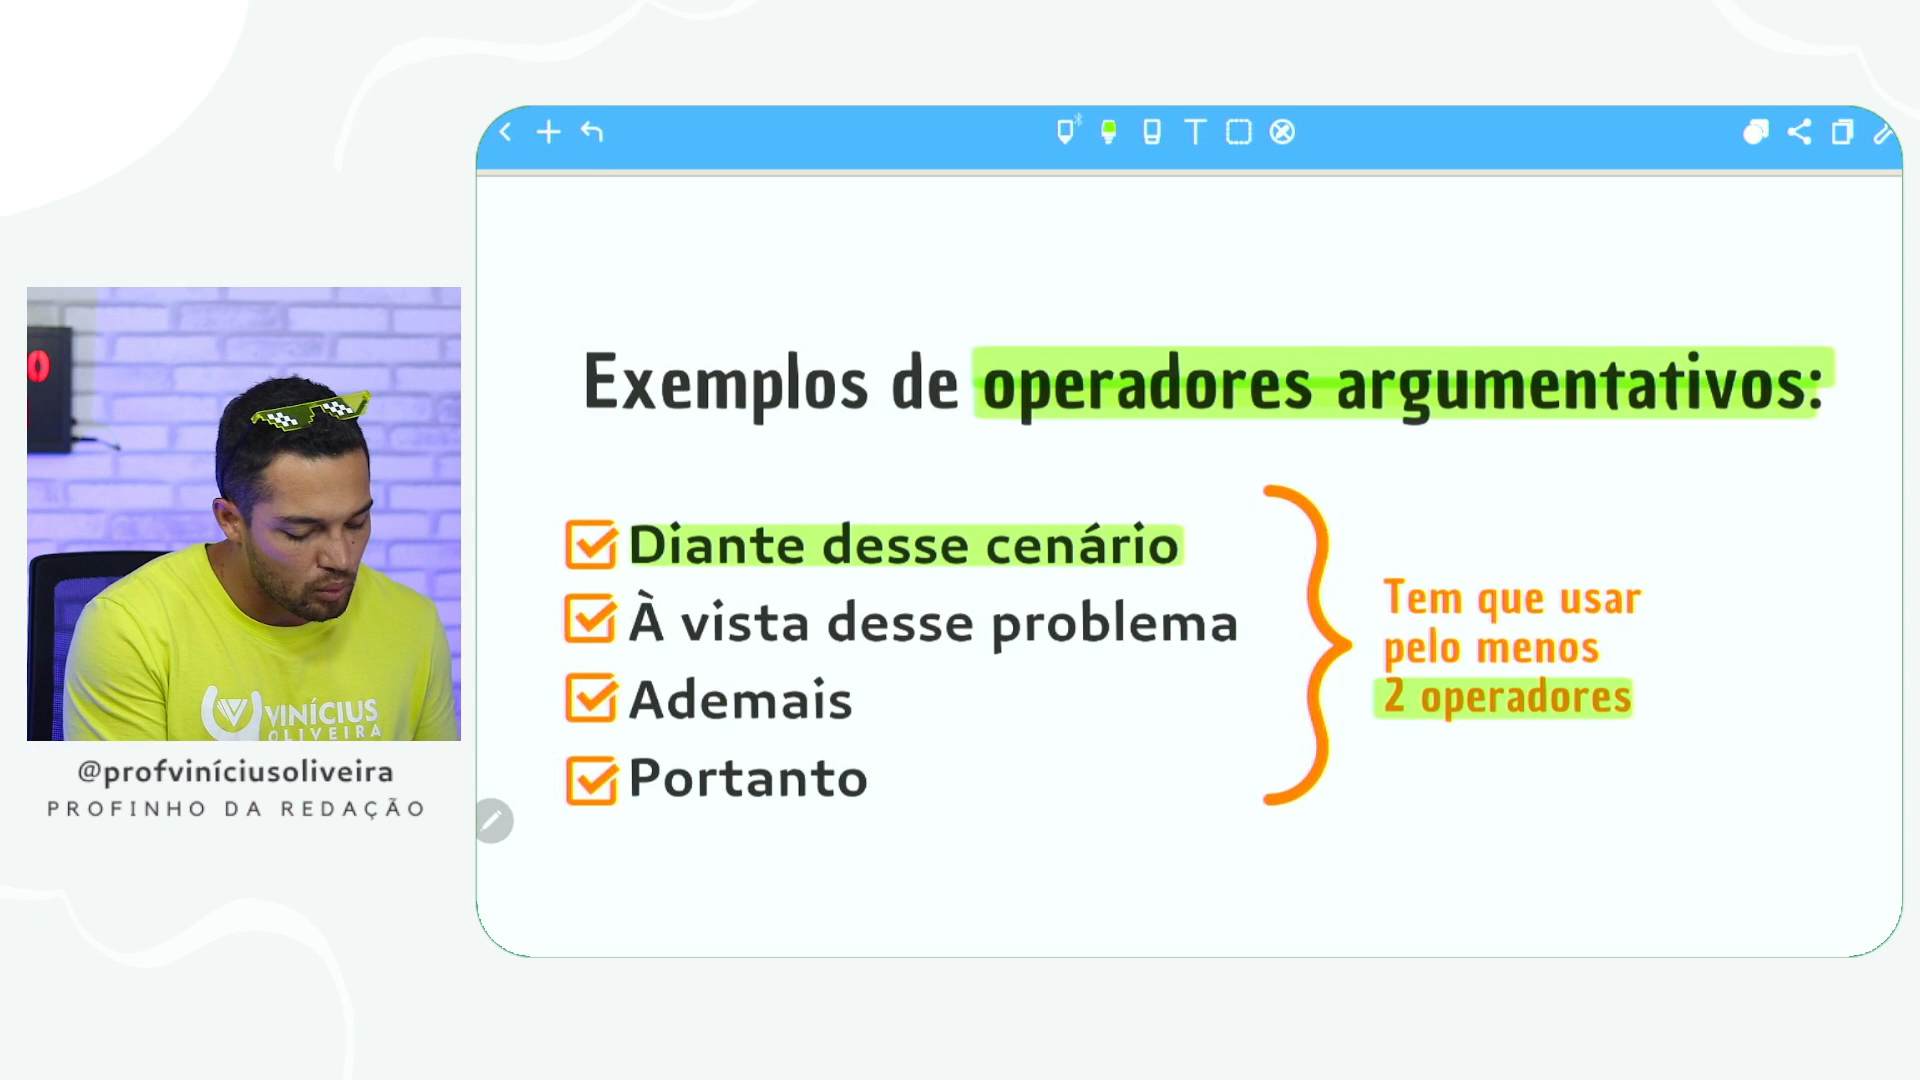 Exemplos de operadores argumentativos:
Diante desse cenário
À vista desse problema
Ademais
Portanto
Tem que usar
pelo menos
2 operadores
0
VINÍCIUS
OLIVEIRA
@profviníciusoliveira
PROFINHO DA REDAÇÃO